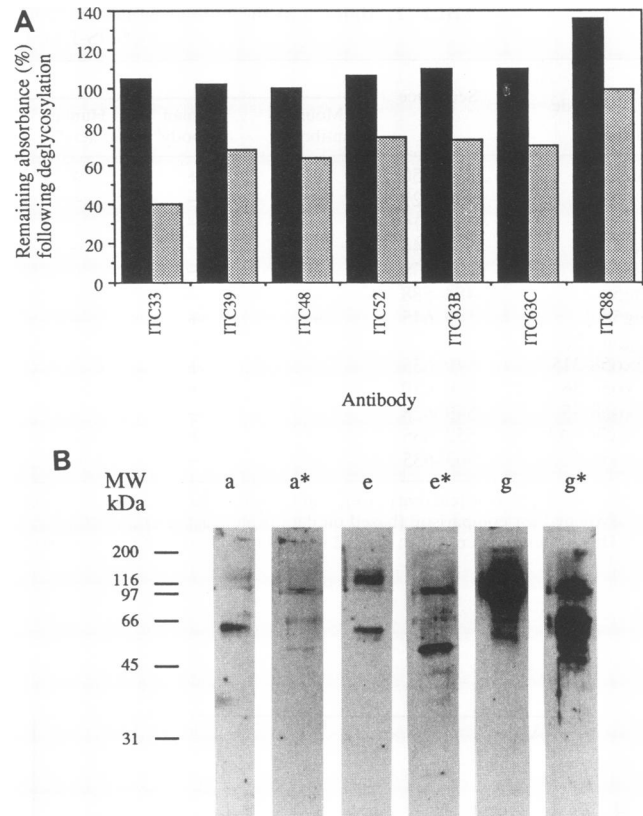 A
Remaining absorbance (%)
following deglycosylation
140
120
100
80
60
40
20
0
ITC33
ITC39
ITC48
ITC52
ITC63B
ITC63C
ITC88
Antibody
B
MW
kDa
a
a*
e
e*
g
g*
200
116
97
66
45
31